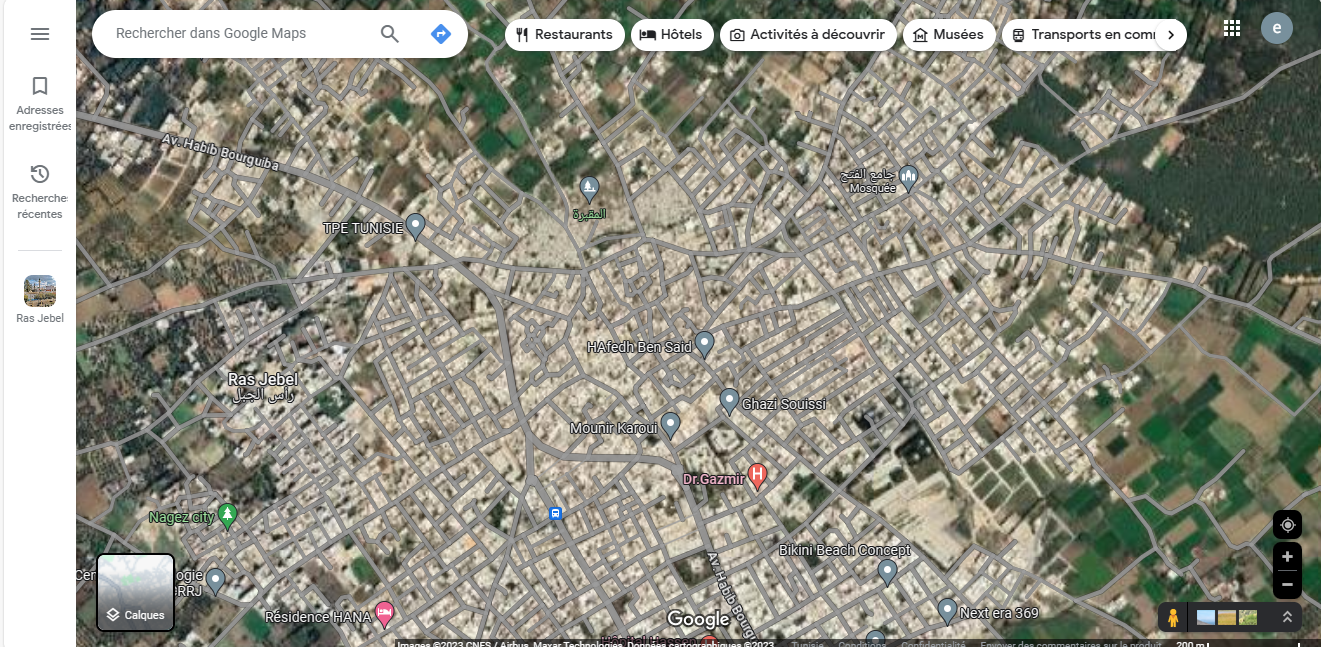 Rechercher dans Google Maps
Restaurants
Hôtels
Activités à découvrir
Musées
Transports en comm
e
Adresses
enregistrées
Recherches
récentes
Ras Jebel
Av. Habib Bourguiba
TPE TUNISIE
المقبرة
جامع الفتح
Mosquée
HAfedh Ben Said
Ras Jebel
رأس الجبل
Ghazi Souissi
Mounir Karoui
Dr.Gazmir
Nagez city
Bikini Beach Concept
Cen
ogie
RRJ
Calques
Résidence HANA
Av. Habib Bourg
Next era 369
Google
Hôpital Hassen
Images ©2023 CNES / Airbus, Maxar Technologies, Données cartographiques ©2023
Tunisie
Conditions
Confidentialité
Envoyer des commentaires sur le produit
200 m